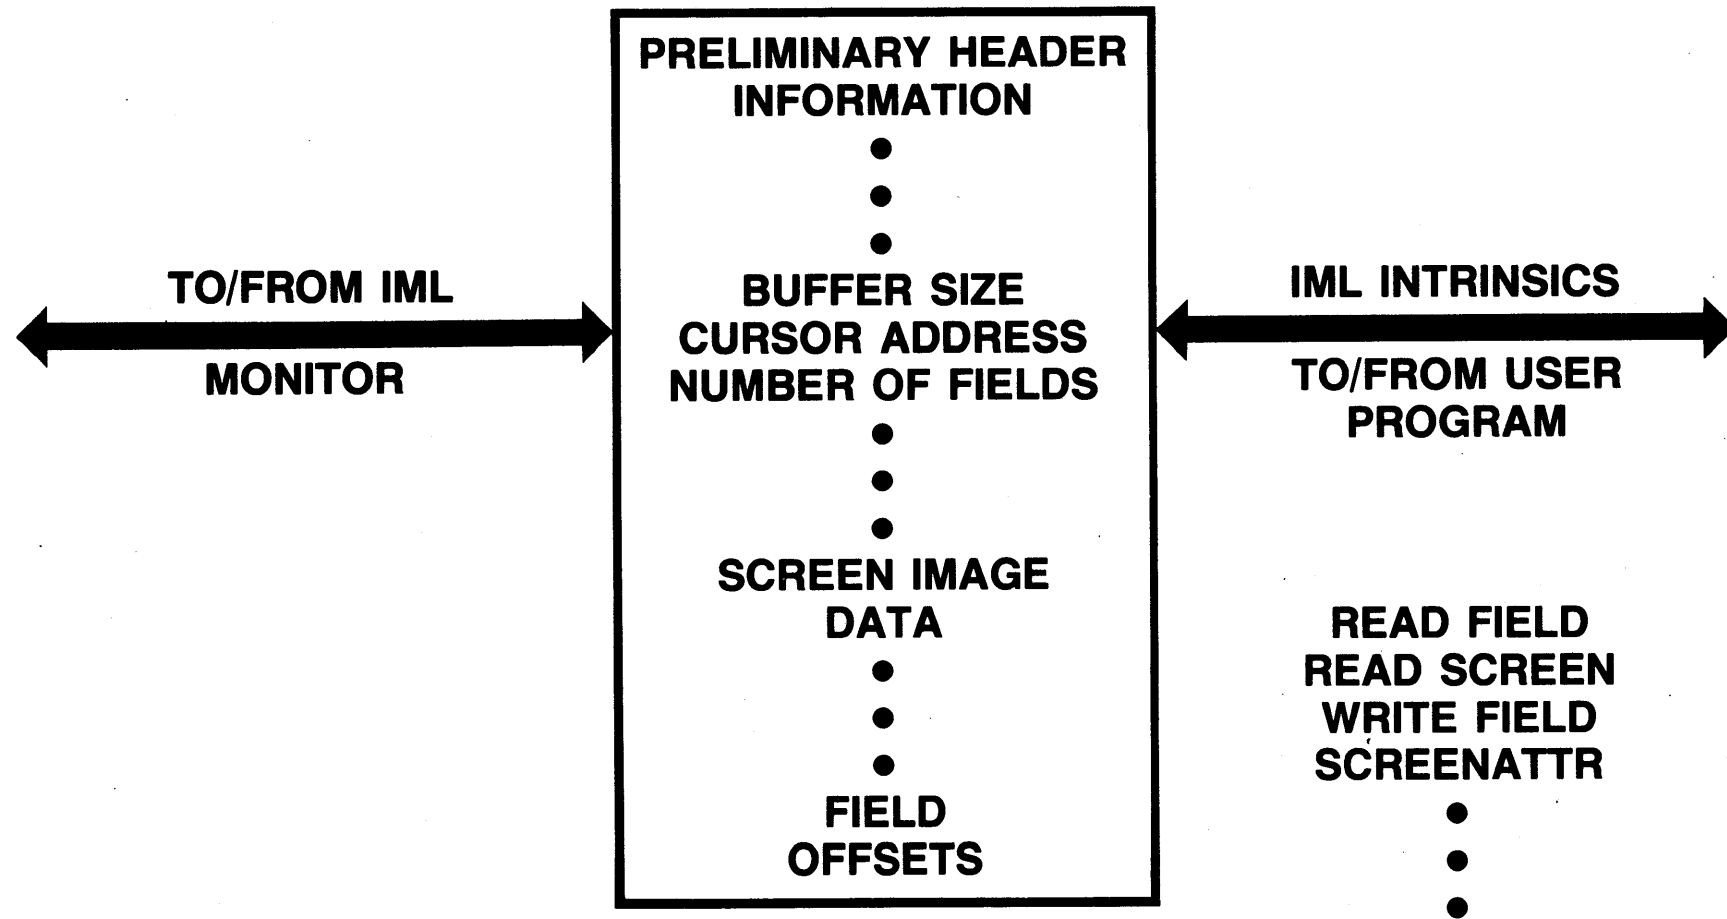 PRELIMINARY HEADER
INFORMATION
TO/FROM IML
MONITOR
BUFFER SIZE
CURSOR ADDRESS
NUMBER OF FIELDS
IML INTRINSICS
TO/FROM USER
PROGRAM
SCREEN IMAGE
DATA
FIELD
OFFSETS
READ FIELD
READ SCREEN
WRITE FIELD
SCREENATTR